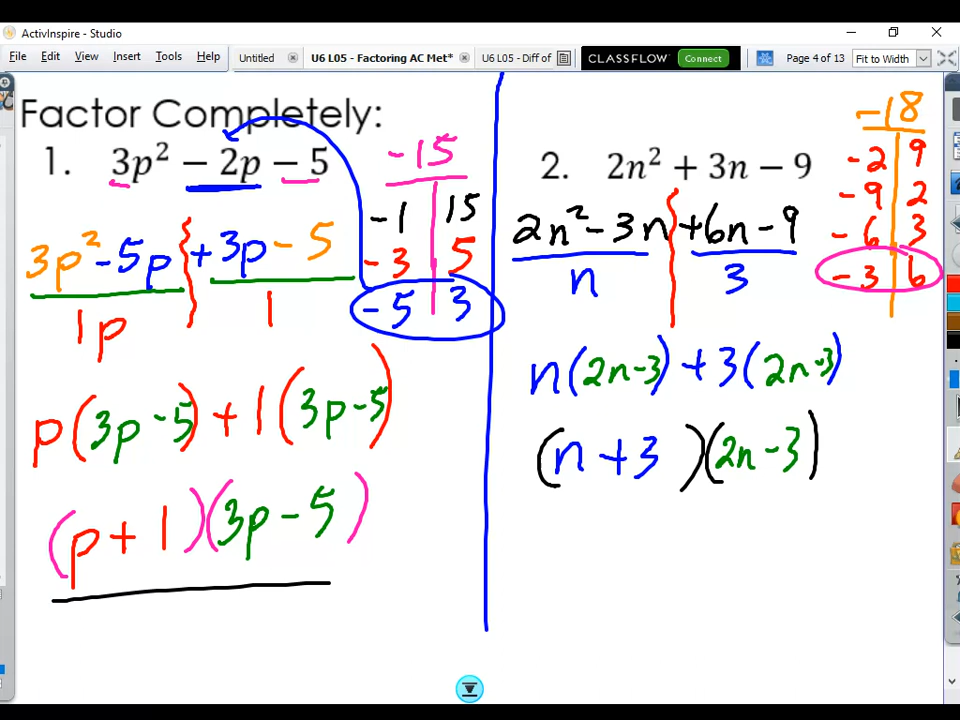 ActivInspire - Studio
File Edit View Insert Tools Help Untitled U6 L05 - Factoring AC Met* U6 L05 - Diff of CLASSFLOW Connect Page 4 of 13 Fit to Width
Factor Completely:
1. 3p² − 2p − 5
-15
-1 15
-3 5
-5 3
3p² -5p +3p -5
1p 1
p(3p-5) + 1(3p-5)
(p+1)(3p-5)
2. 2n² + 3n − 9
-18
-2 9
-9 2
-6 3
-3 6
2n² -3n +6n -9
n 3
n(2n-3) + 3(2n-3)
(n+3)(2n-3)